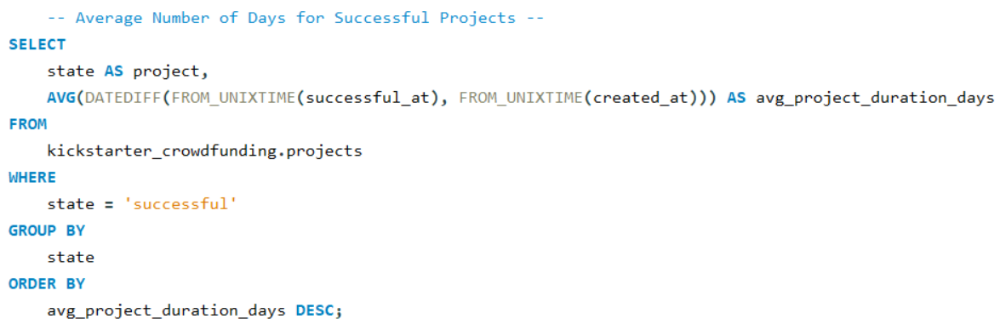 -- Average Number of Days for Successful Projects --
SELECT
state AS project,
AVG(DATEDIFF(FROM_UNIXTIME(successful_at), FROM_UNIXTIME(created_at))) AS avg_project_duration_days
FROM
kickstarter_crowdfunding.projects
WHERE
state = 'successful'
GROUP BY
state
ORDER BY
avg_project_duration_days DESC;